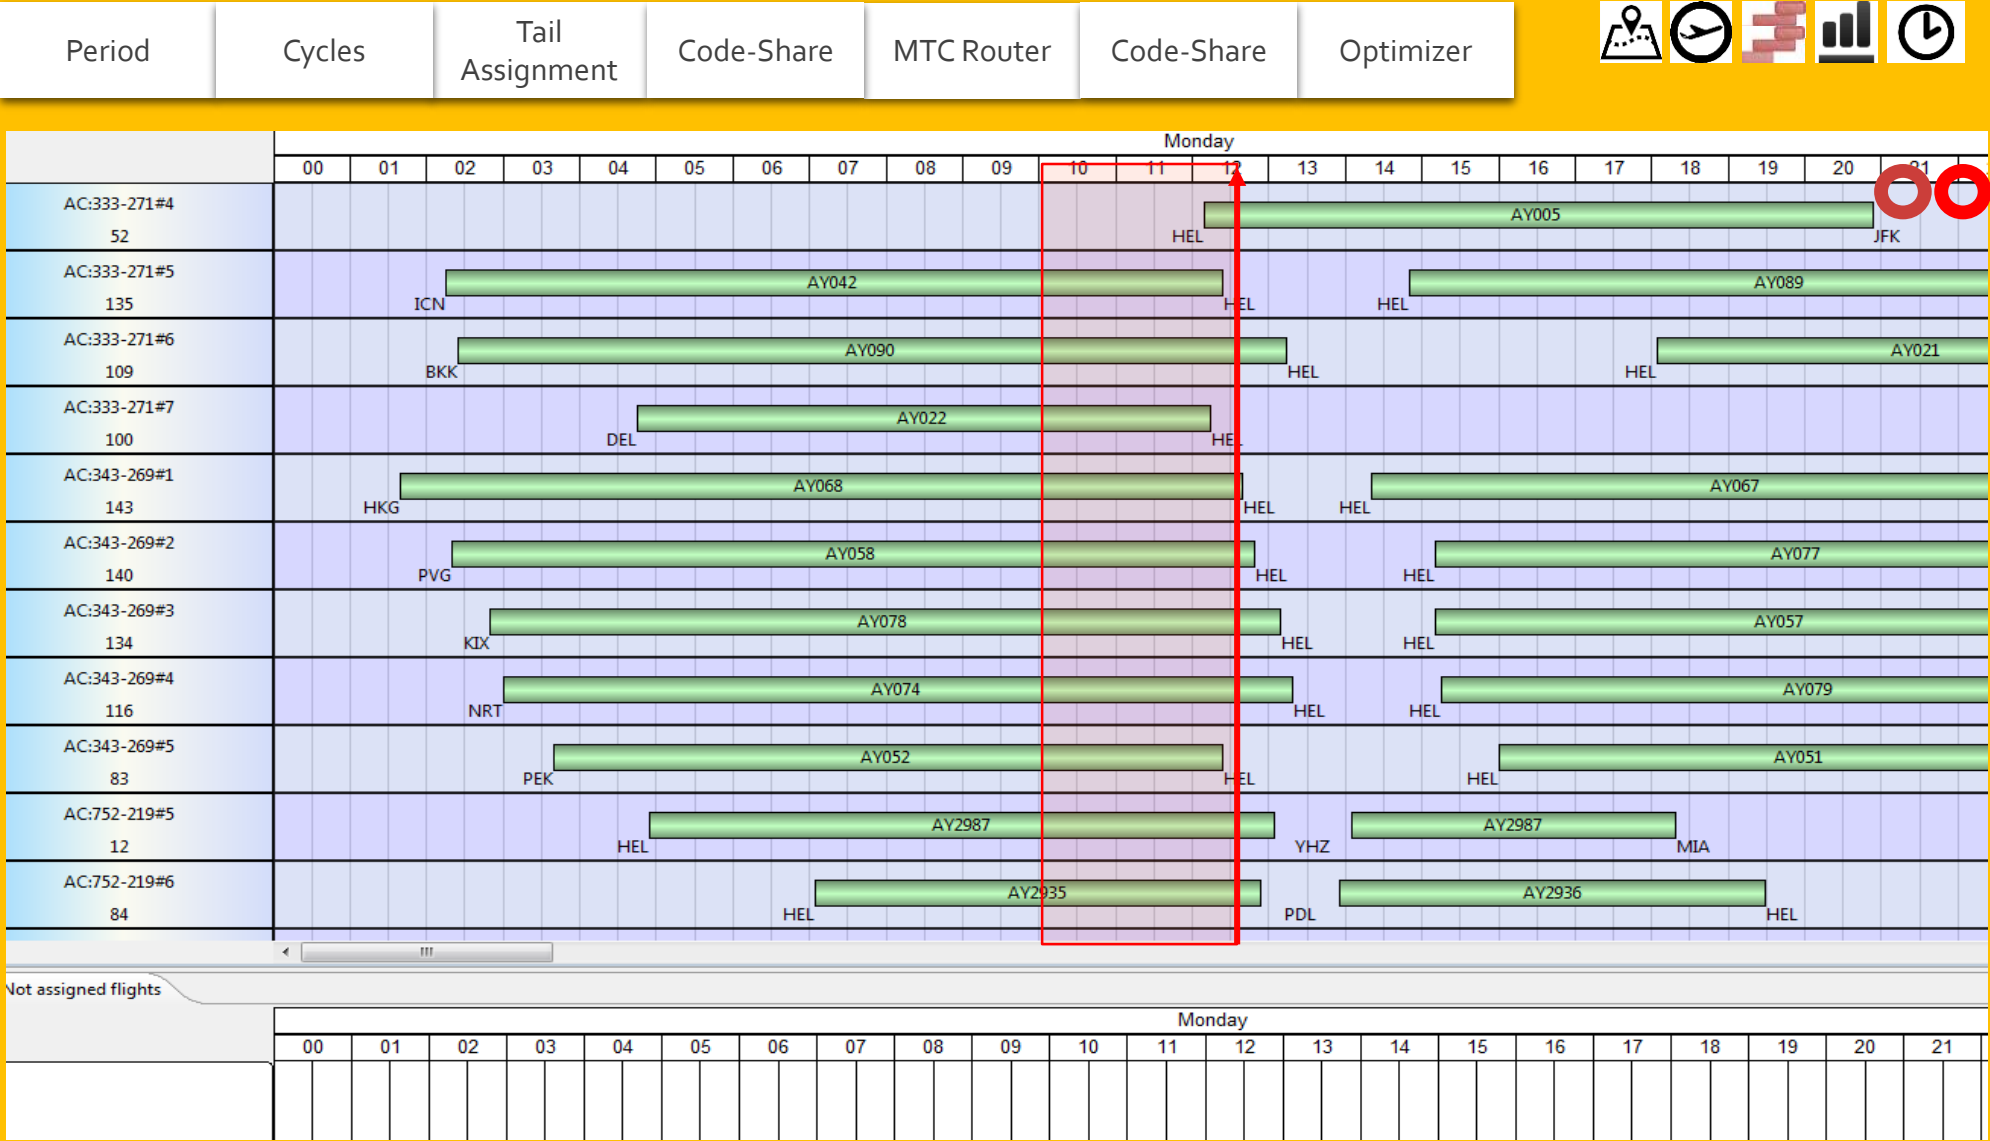 Period
Cycles
Tail
Assignment
Code-Share
MTC Router
Code-Share
Optimizer
Monday
00 01 02 03 04 05 06 07 08 09 10 11 12 13 14 15 16 17 18 19 20 21
AC:333-271#4
AY005
52
HEL JFK
AC:333-271#5
AY042 AY089
135
ICN HEL HEL
AC:333-271#6
AY090 AY021
109
BKK HEL HEL
AC:333-271#7
AY022
100
DEL HEL
AC:343-269#1
AY068 AY067
143
HKG HEL HEL
AC:343-269#2
AY058 AY077
140
PVG HEL HEL
AC:343-269#3
AY078 AY057
134
KIX HEL HEL
AC:343-269#4
AY074 AY079
116
NRT HEL HEL
AC:343-269#5
AY052 AY051
83
PEK HEL HEL
AC:752-219#5
AY2987 AY2987
12
HEL YHZ MIA
AC:752-219#6
AY2935 AY2936
84
HEL PDL HEL
Not assigned flights
Monday
00 01 02 03 04 05 06 07 08 09 10 11 12 13 14 15 16 17 18 19 20 21